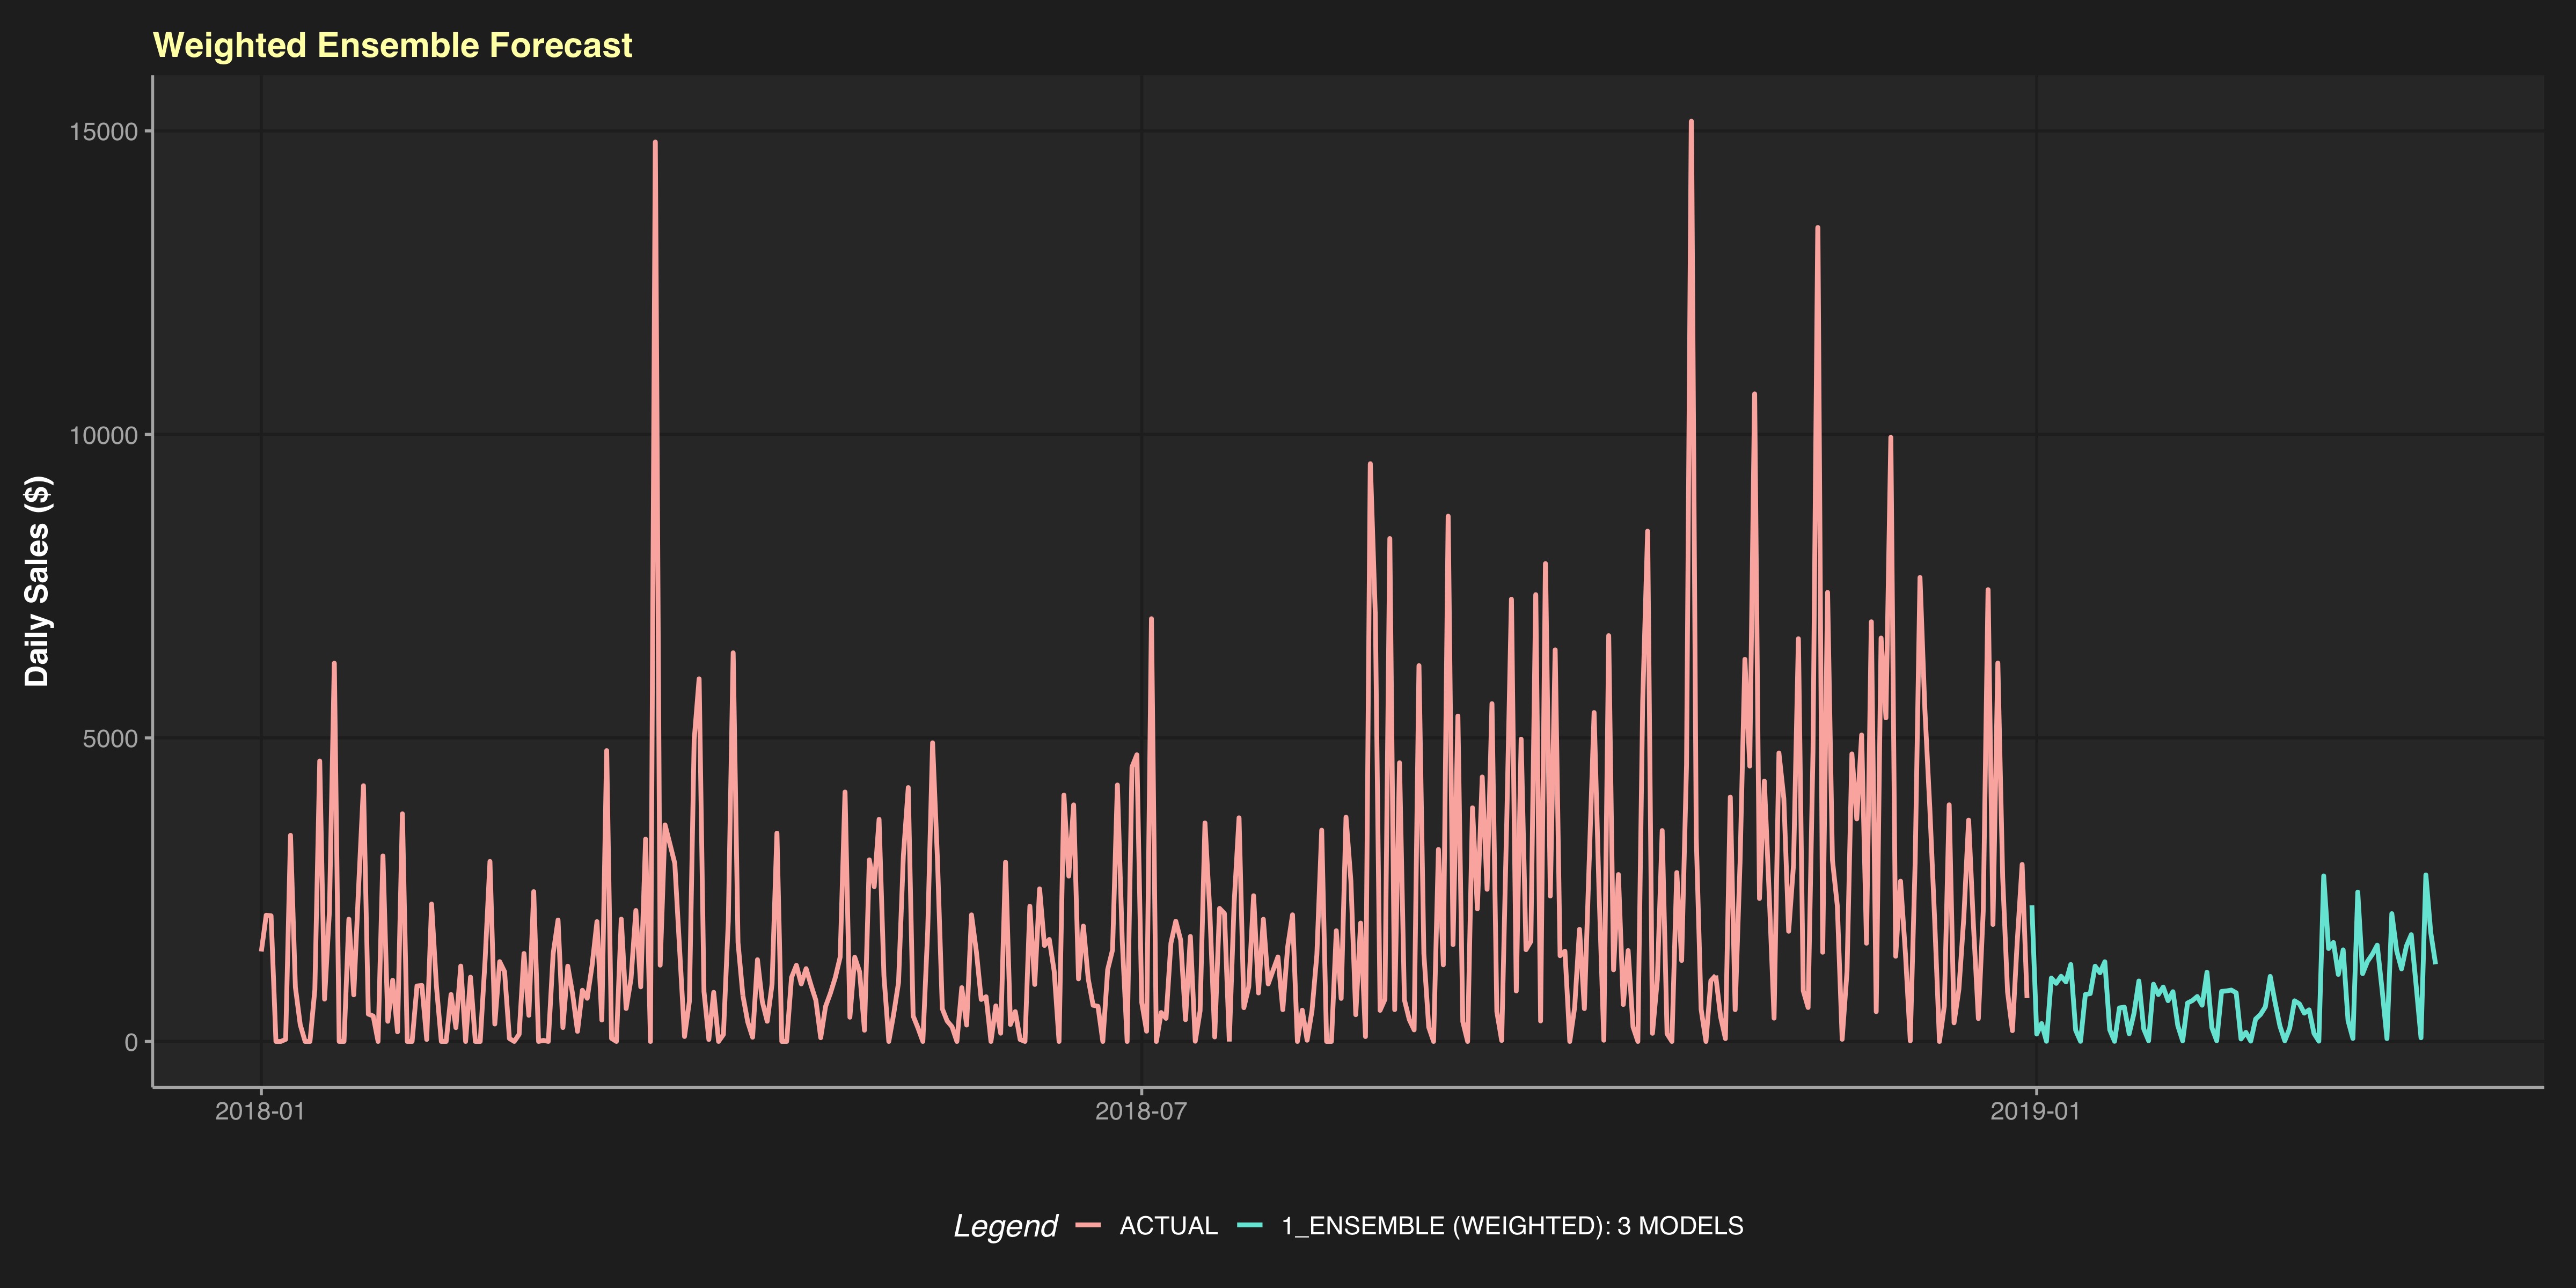 Weighted Ensemble Forecast
Daily Sales ($)
15000
10000
5000
0
2018-01
2018-07
2019-01
Legend ACTUAL 1_ENSEMBLE (WEIGHTED): 3 MODELS